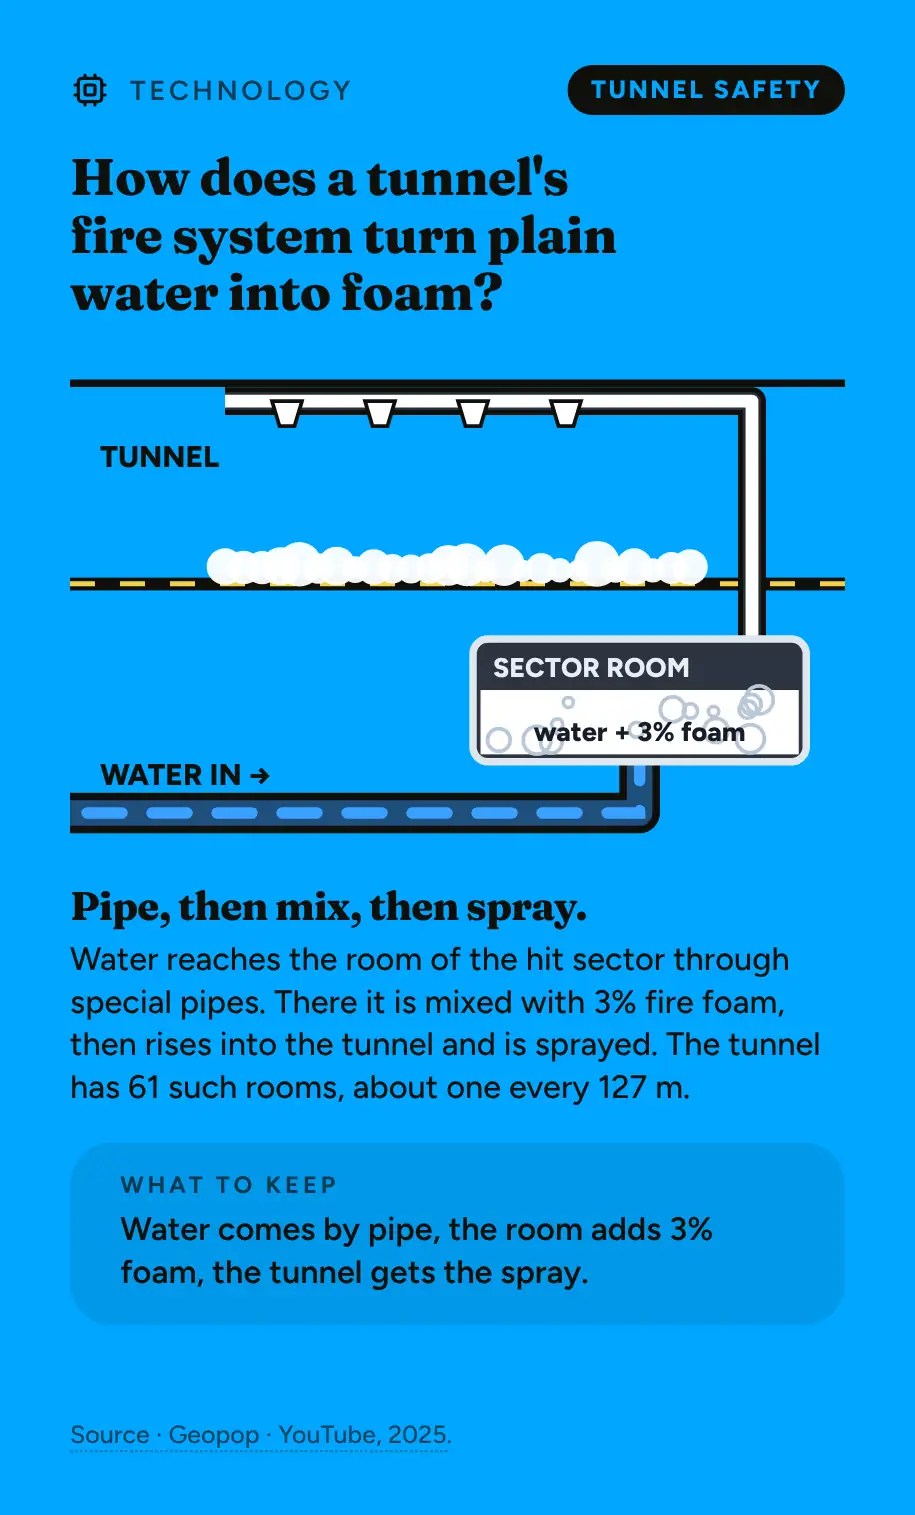 TECHNOLOGY
TUNNEL SAFETY
How does a tunnel's
fire system turn plain
water into foam?
TUNNEL
SECTOR ROOM
water + 3% foam
WATER IN →
Pipe, then mix, then spray.
Water reaches the room of the hit sector through
special pipes. There it is mixed with 3% fire foam,
then rises into the tunnel and is sprayed. The tunnel
has 61 such rooms, about one every 127 m.
WHAT TO KEEP
Water comes by pipe, the room adds 3%
foam, the tunnel gets the spray.
Source · Geopop · YouTube, 2025.